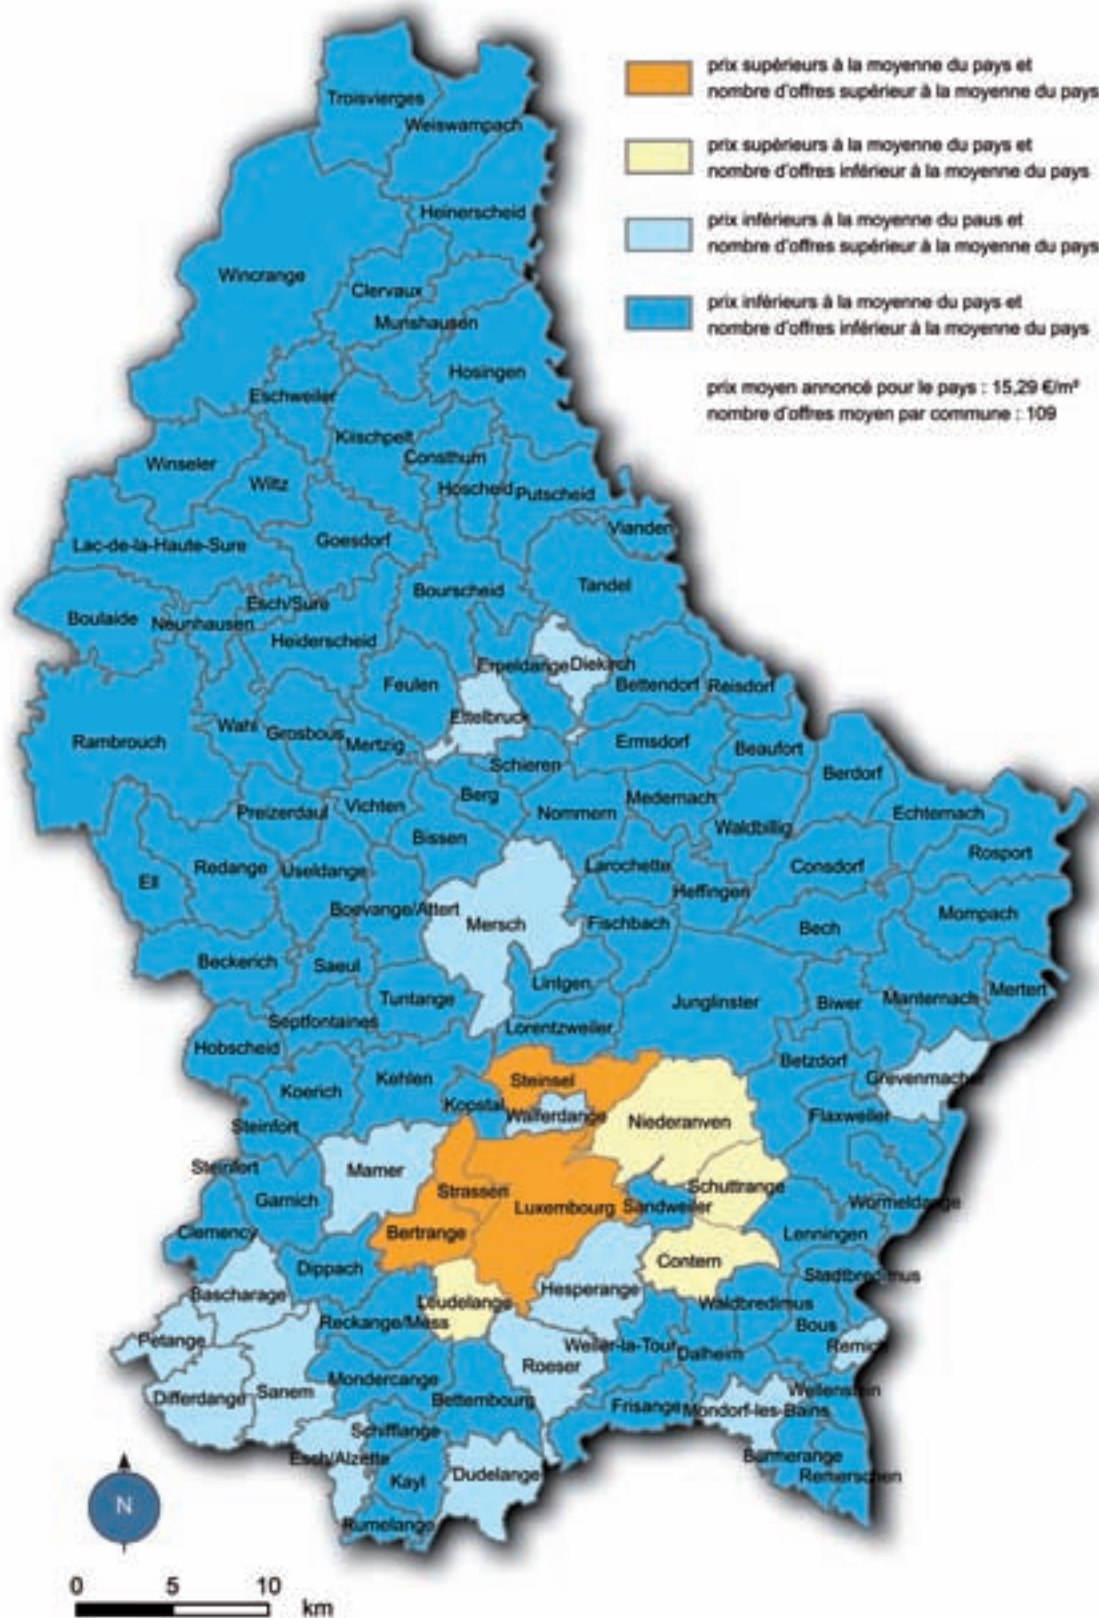 prix supérieurs à la moyenne du pays et
nombre d'offres supérieur à la moyenne du pays
prix supérieurs à la moyenne du pays et
nombre d'offres inférieur à la moyenne du pays
prix inférieurs à la moyenne du paus et
nombre d'offres supérieur à la moyenne du pays
prix inférieurs à la moyenne du pays et
nombre d'offres inférieur à la moyenne du pays
prix moyen annoncé pour le pays : 15,29 €/m²
nombre d'offres moyen par commune : 109
Troisvierges
Weiswampach
Heinerscheid
Wincrange
Clervaux
Munshausen
Hosingen
Eschweiler
Kiischpelt
Consthum
Winseler
Wiltz
Hoscheid
Putscheid
Vianden
Lac-de-la-Haute-Sure
Goesdorf
Tandel
Bourscheid
Esch/Sure
Boulaide
Neunhausen
Heiderscheid
Erpeldange
Diekirch
Feulen
Bettendorf
Reisdorf
Ettelbruck
Wahl
Grosbous
Mertzig
Rambrouch
Ermsdorf
Beaufort
Schieren
Berdorf
Berg
Medernach
Preizerdaul
Vichten
Nommern
Echternach
Waldbillig
Bissen
Rosport
Redange
Useldange
Larochette
Consdorf
Ell
Heffingen
Boevange/Attert
Mompach
Mersch
Fischbach
Bech
Beckerich
Saeul
Lintgen
Mertert
Tuntange
Junglinster
Biwer
Manternach
Septfontaines
Lorentzweiler
Hobscheid
Betzdorf
Steinsel
Kehlen
Grevenmacher
Koerich
Kopstal
Walferdange
Niederanven
Flaxweiler
Steinfort
Steinfort
Mamer
Strassen
Schuttrange
Garnich
Luxembourg
Sandweiler
Wormeldange
Clemency
Bertrange
Lenningen
Dippach
Contern
Stadtbredimus
Bascharage
Hesperange
Leudelange
Waldbredimus
Reckange/Mess
Bous
Petange
Weiler-la-Tour
Dalheim
Remich
Roeser
Mondercange
Differdange
Sanem
Wellenstein
Bettembourg
Frisange
Mondorf-les-Bains
Schifflange
Esch/Alzette
Burmerange
Kayl
Dudelange
Remerschen
Rumelange
N
0 5 10
km